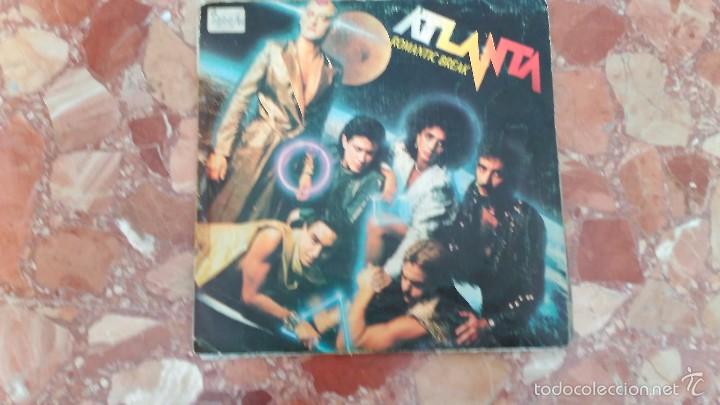 ATLANTA
ROMANTIC BREAK
todocoleccion.net